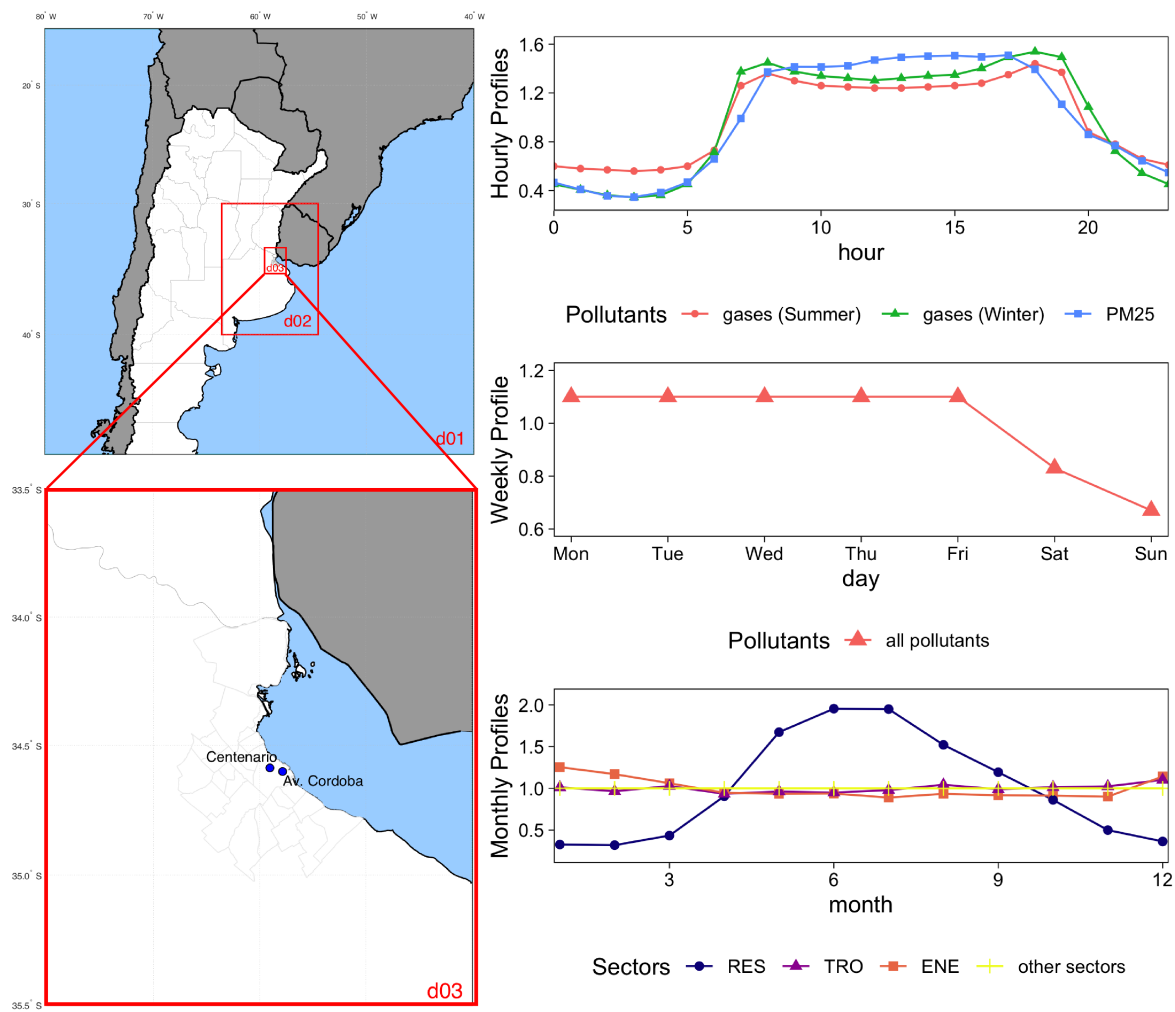 80° W 70° W 60° W 50° W 40° W
20° S
30° S
40° S
d03
d02
d01
33.5° S
34.0° S
34.5° S
35.0° S
35.5° S
Centenario
Av. Cordoba
d03
Hourly Profiles
1.6
1.2
0.8
0.4
0 5 10 15 20
hour
Pollutants gases (Summer) gases (Winter) PM25
Weekly Profile
1.2
1.0
0.8
0.6
Mon Tue Wed Thu Fri Sat Sun
day
Pollutants all pollutants
Monthly Profiles
2.0
1.5
1.0
0.5
3 6 9 12
month
Sectors RES TRO ENE other sectors